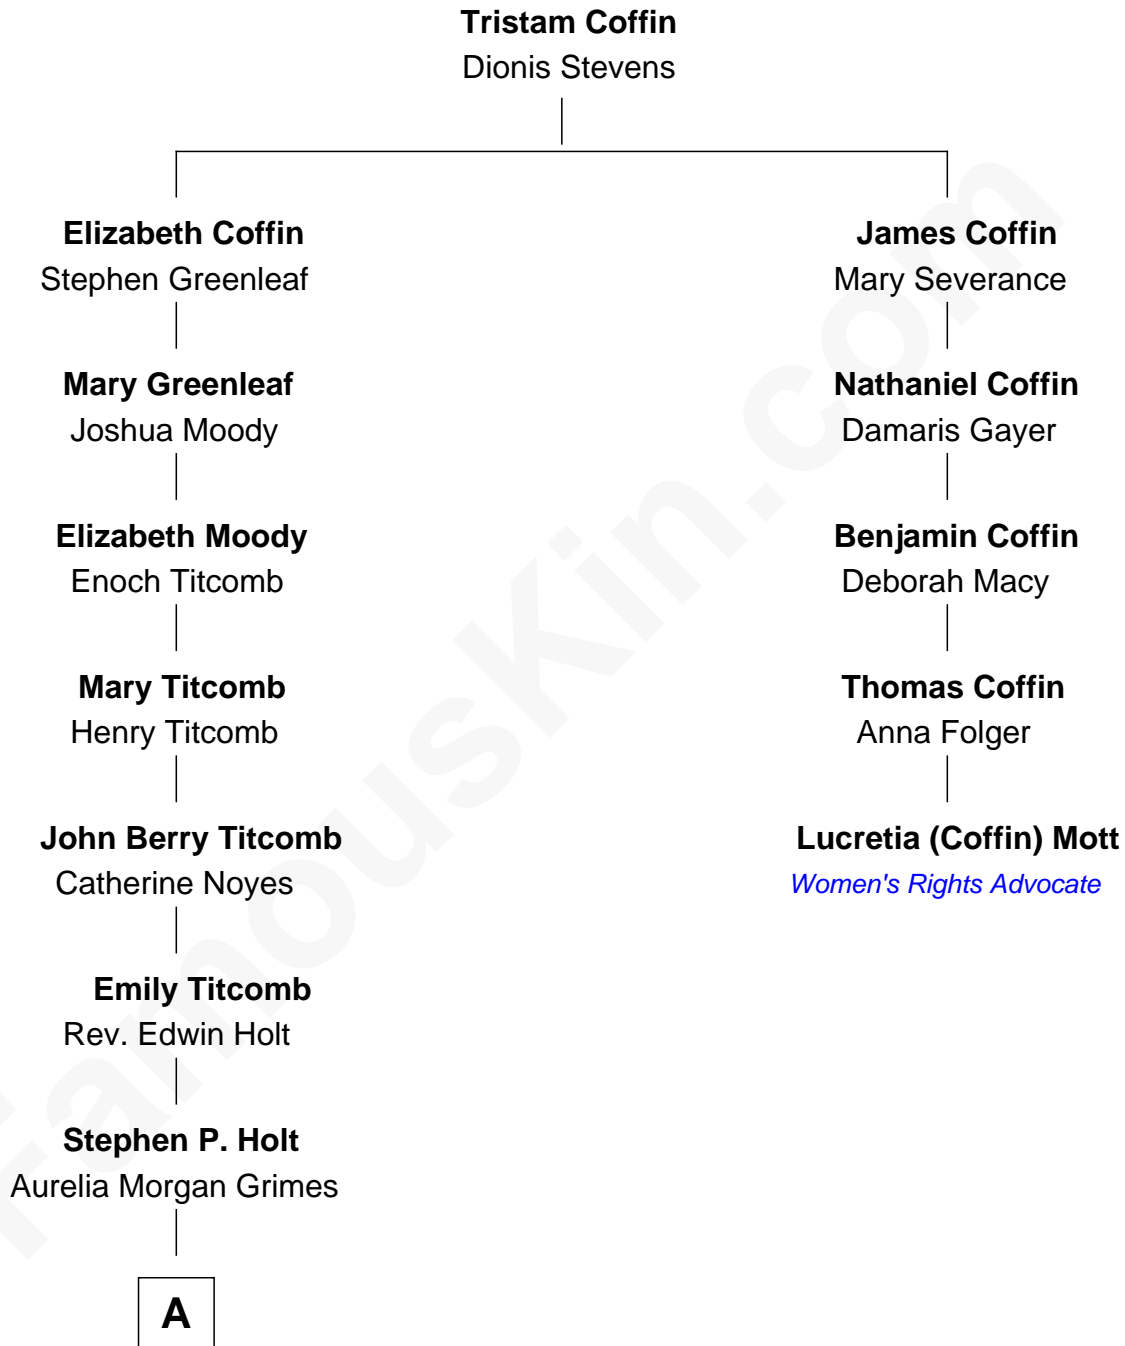 Tristam Coffin
Dionis Stevens
Elizabeth Coffin
Stephen Greenleaf
James Coffin
Mary Severance
Mary Greenleaf
Joshua Moody
Nathaniel Coffin
Damaris Gayer
Elizabeth Moody
Enoch Titcomb
Benjamin Coffin
Deborah Macy
Mary Titcomb
Henry Titcomb
Thomas Coffin
Anna Folger
John Berry Titcomb
Catherine Noyes
Lucretia (Coffin) Mott
Women's Rights Advocate
Emily Titcomb
Rev. Edwin Holt
Stephen P. Holt
Aurelia Morgan Grimes
A
FamousKin.com